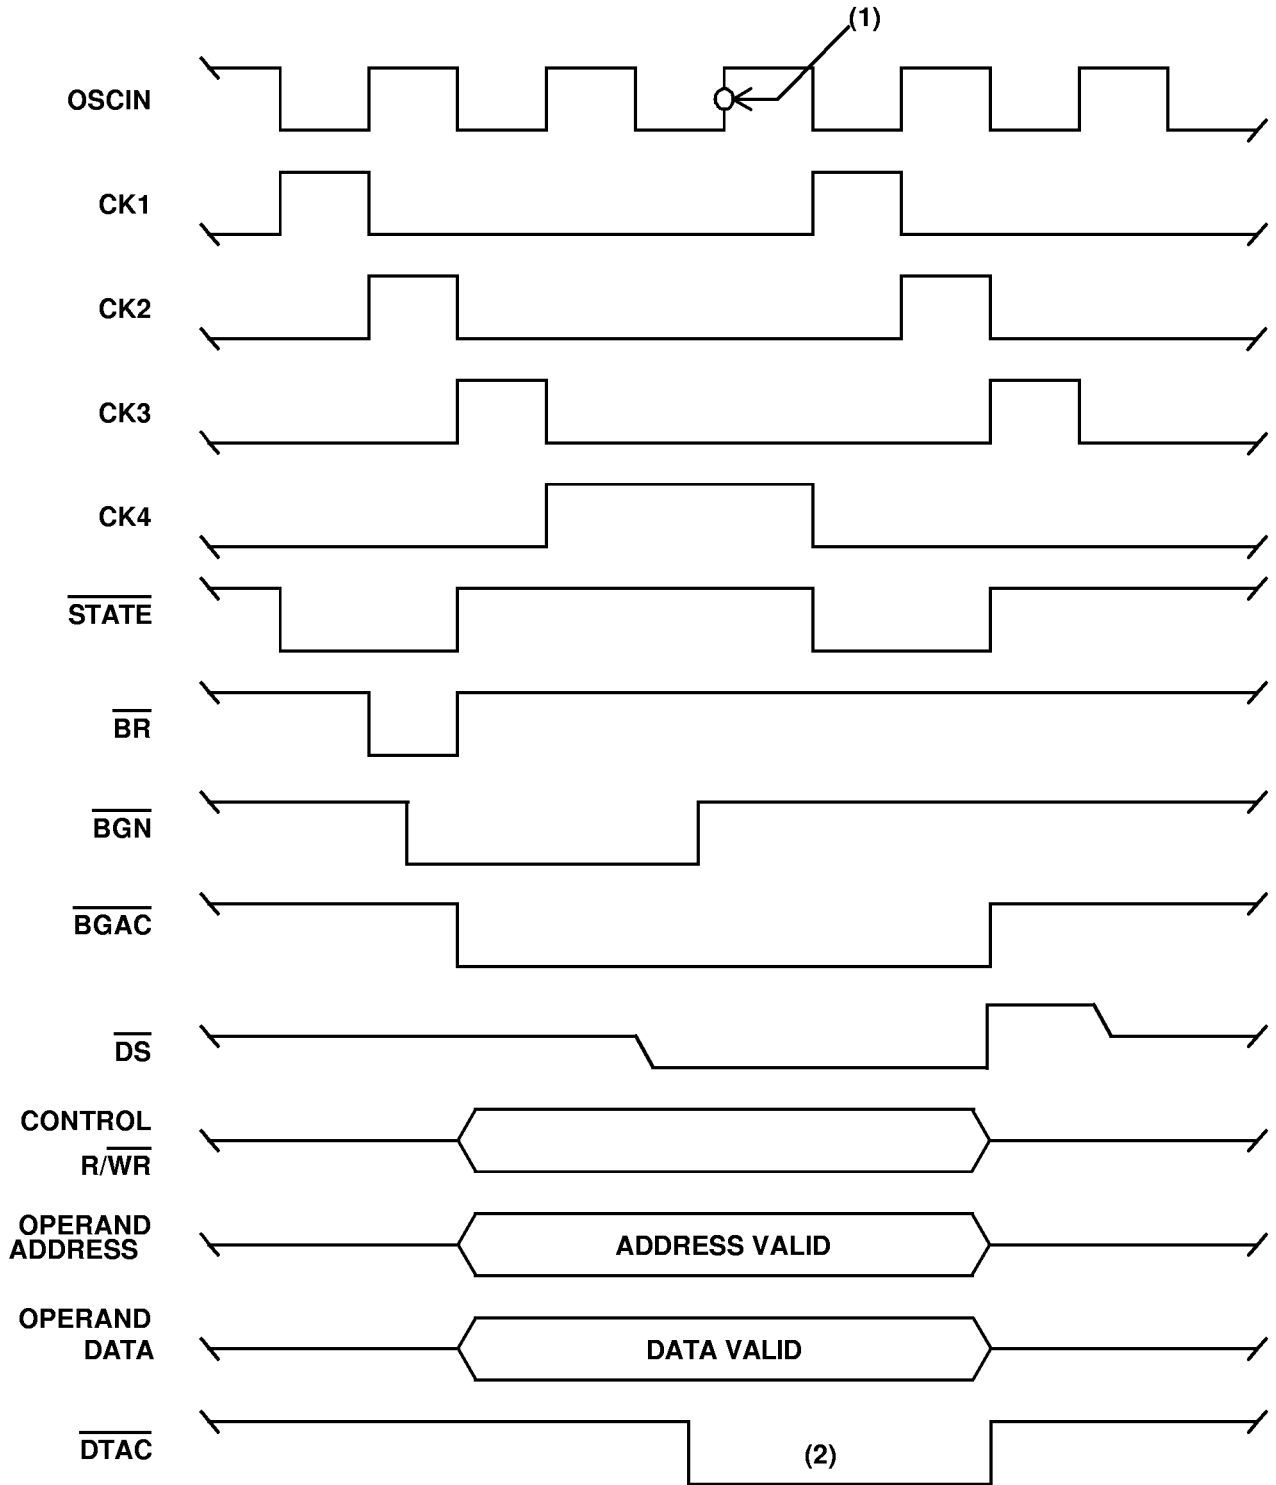 (1)
OSCIN
CK1
CK2
CK3
CK4
STATE
BR
BGN
BGAC
DS
CONTROL
R/WR
OPERAND
ADDRESS
ADDRESS VALID
OPERAND
DATA
DATA VALID
DTAC
(2)